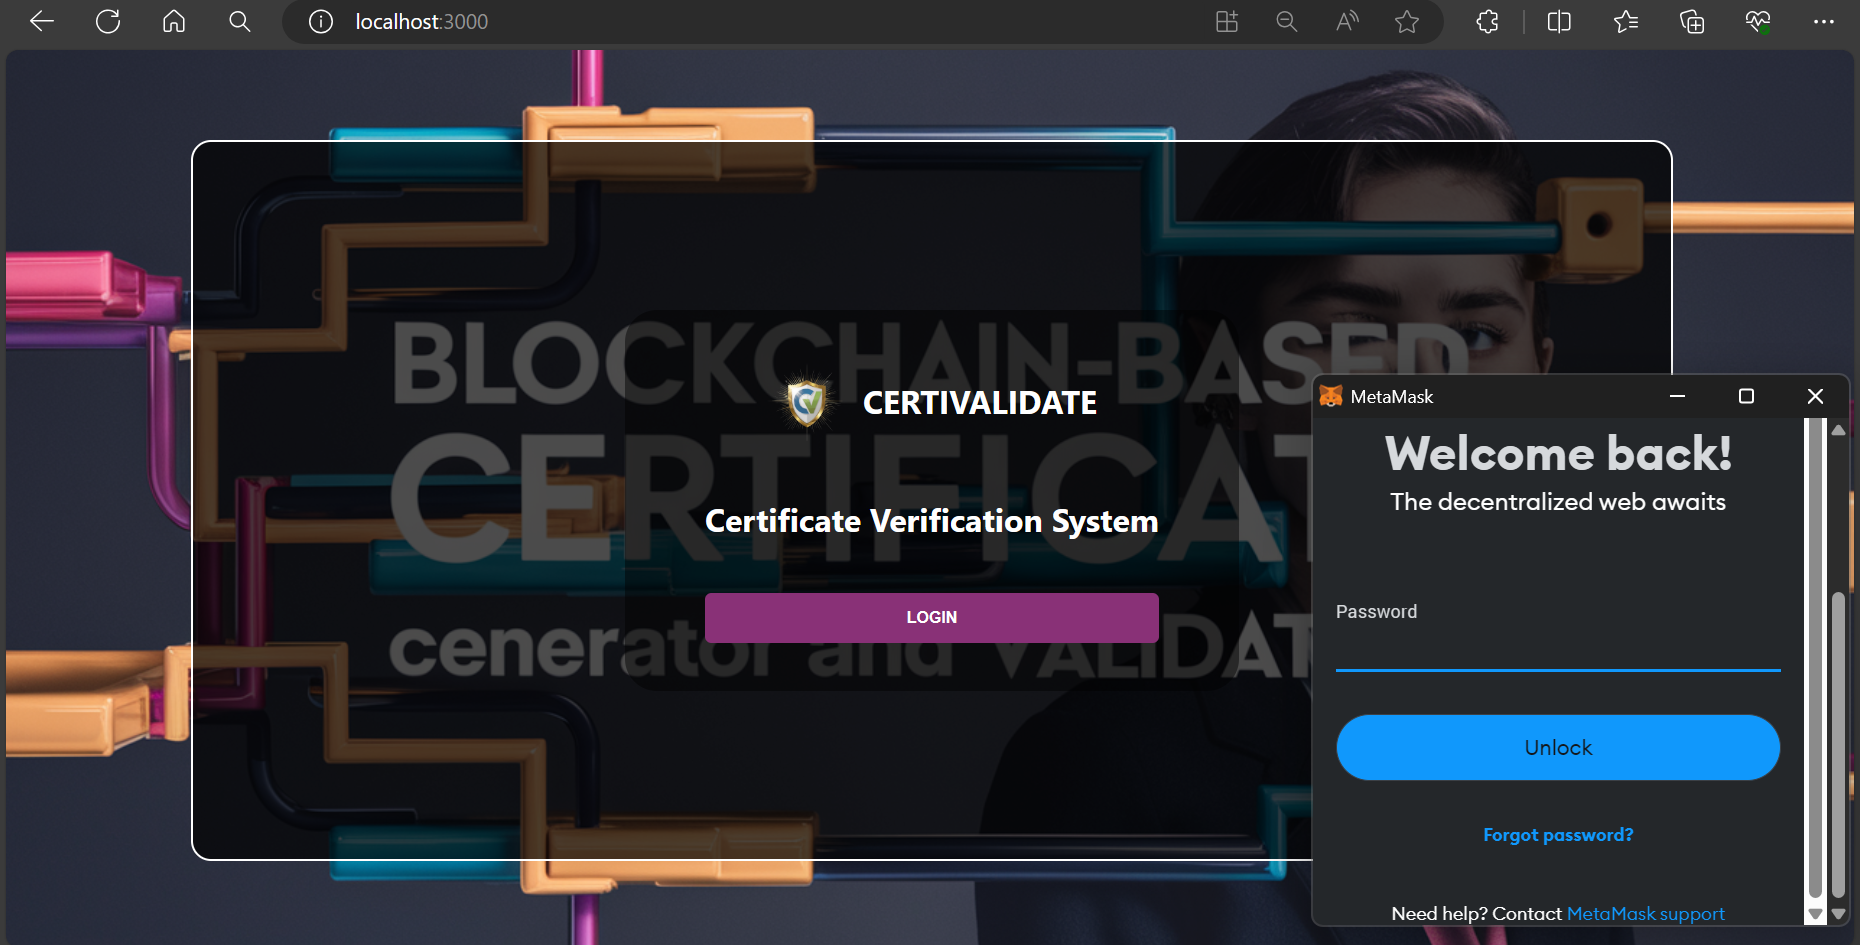 localhost:3000
BLOCKCHAIN-BASED
CERTIVALIDATE
CERTIFICAT
Certificate Verification System
LOGIN
cenerator and VALIDAT
MetaMask
Welcome back!
The decentralized web awaits
Password
Unlock
Forgot password?
Need help? Contact MetaMask support